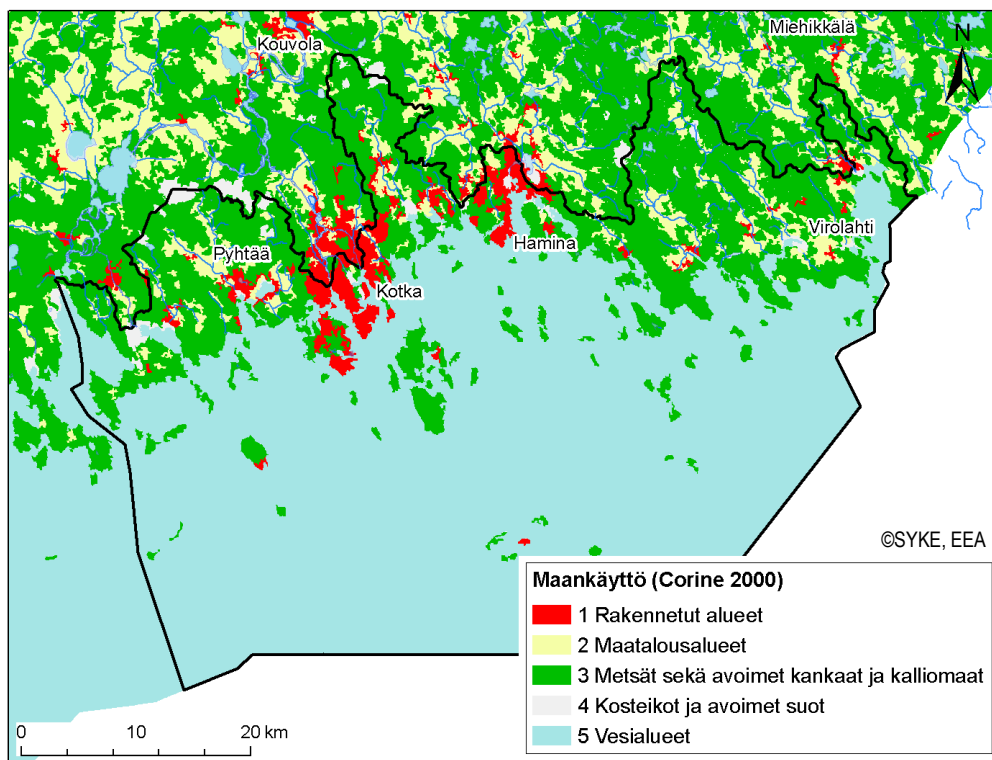 Miehikkälä
N
Kouvola
Virolahti
Hamina
Pyhtää
Kotka
©SYKE, EEA
Maankäyttö (Corine 2000)
1 Rakennetut alueet
2 Maatalousalueet
3 Metsät sekä avoimet kankaat ja kalliomaat
4 Kosteikot ja avoimet suot
5 Vesialueet
0 10 20 km